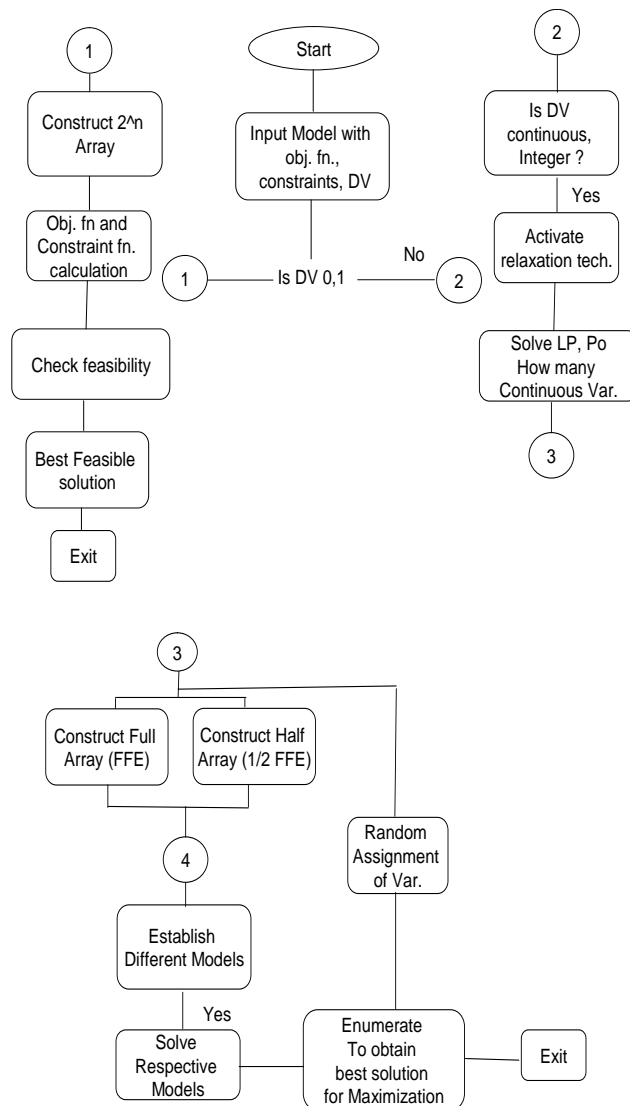 1
Construct 2^n
Array
Obj. fn and
Constraint fn.
calculation
Check feasibility
Best Feasible
solution
Exit
Start
Input Model with
obj. fn.,
constraints, DV
1
Is DV 0,1
No
2
2
Is DV
continuous,
Integer ?
Yes
Activate
relaxation tech.
Solve LP, Po
How many
Continuous Var.
3
3
Construct Full
Array (FFE)
Construct Half
Array (1/2 FFE)
4
Random
Assignment
of Var.
Establish
Different Models
Yes
Solve
Respective
Models
Enumerate
To obtain
best solution
for Maximization
Exit